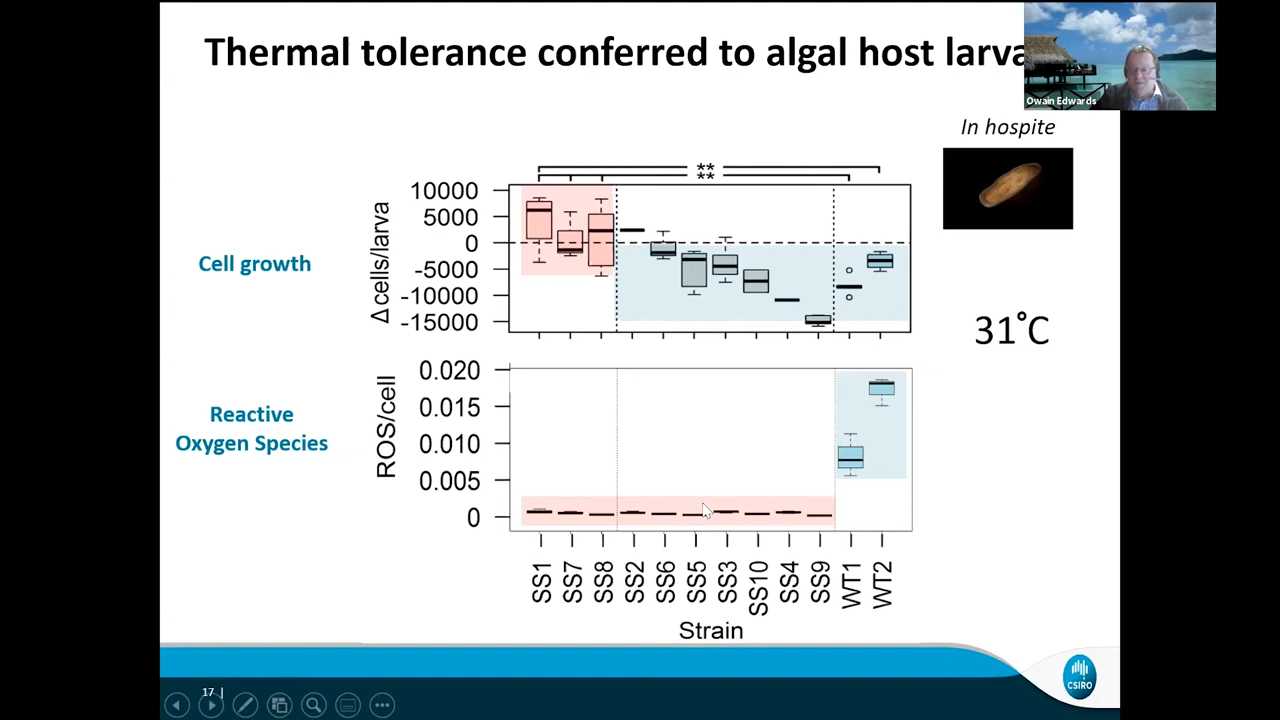 Thermal tolerance conferred to algal host larva
Owain Edwards
In hospite
** 
**
10000
5000
0
-5000
-10000
-15000
Δcells/larva
Cell growth
31°C
0.020
0.015
0.010
0.005
0
ROS/cell
Reactive
Oxygen Species
SS1 SS7 SS8 SS2 SS6 SS5 SS3 SS10 SS4 SS9 WT1 WT2
Strain
17 |
CSIRO